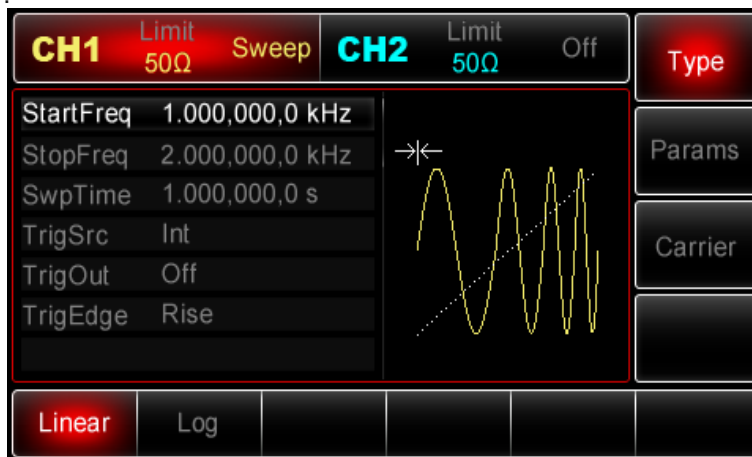 CH1 Limit 50Ω Sweep CH2 Limit 50Ω Off
Type
StartFreq 1.000,000,0 kHz
StopFreq 2.000,000,0 kHz
Params
SwpTime 1.000,000,0 s
TrigSrc Int
Carrier
TrigOut Off
TrigEdge Rise
Linear Log